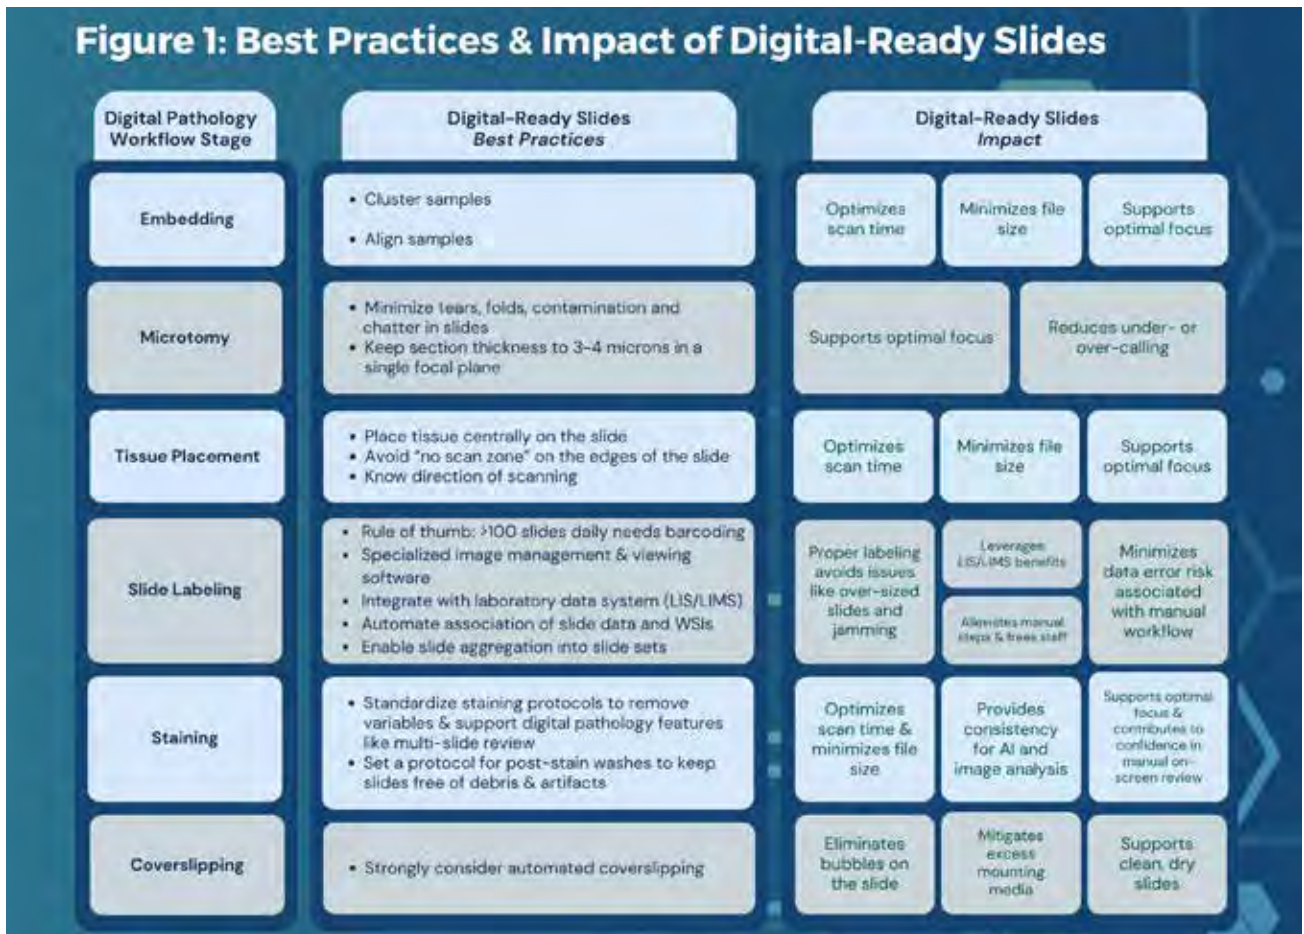 Figure 1: Best Practices & Impact of Digital-Ready Slides
Digital Pathology
Workflow Stage
Digital-Ready Slides
Best Practices
Digital-Ready Slides
Impact
Embedding
• Cluster samples
• Align samples
Optimizes
scan time
Minimizes file
size
Supports
optimal focus
Microtomy
• Minimize tears, folds, contamination and
chatter in slides
• Keep section thickness to 3-4 microns in a
single focal plane
Supports optimal focus
Reduces under- or
over-calling
Tissue Placement
• Place tissue centrally on the slide
• Avoid "no scan zone" on the edges of the slide
• Know direction of scanning
Optimizes
scan time
Minimizes file
size
Supports
optimal focus
Slide Labeling
• Rule of thumb: >100 slides daily needs barcoding
• Specialized image management & viewing
software
• Integrate with laboratory data system (LIS/LIMS)
• Automate association of slide data and WSIs
• Enable slide aggregation into slide sets
Proper labeling
avoids issues
like over-sized
slides and
jamming
Leverages
LIS/LIMS benefits
Alleviates manual
steps & frees staff
Minimizes
data error risk
associated
with manual
workflow
Staining
• Standardize staining protocols to remove
variables & support digital pathology features
like multi-slide review
• Set a protocol for post-stain washes to keep
slides free of debris & artifacts
Optimizes
scan time &
minimizes file
size
Provides
consistency
for AI and
image analysis
Supports optimal
focus &
contributes to
confidence in
manual on-
screen review
Coverslipping
• Strongly consider automated coverslipping
Eliminates
bubbles on
the slide
Mitigates
excess
mounting
media
Supports
clean, dry
slides